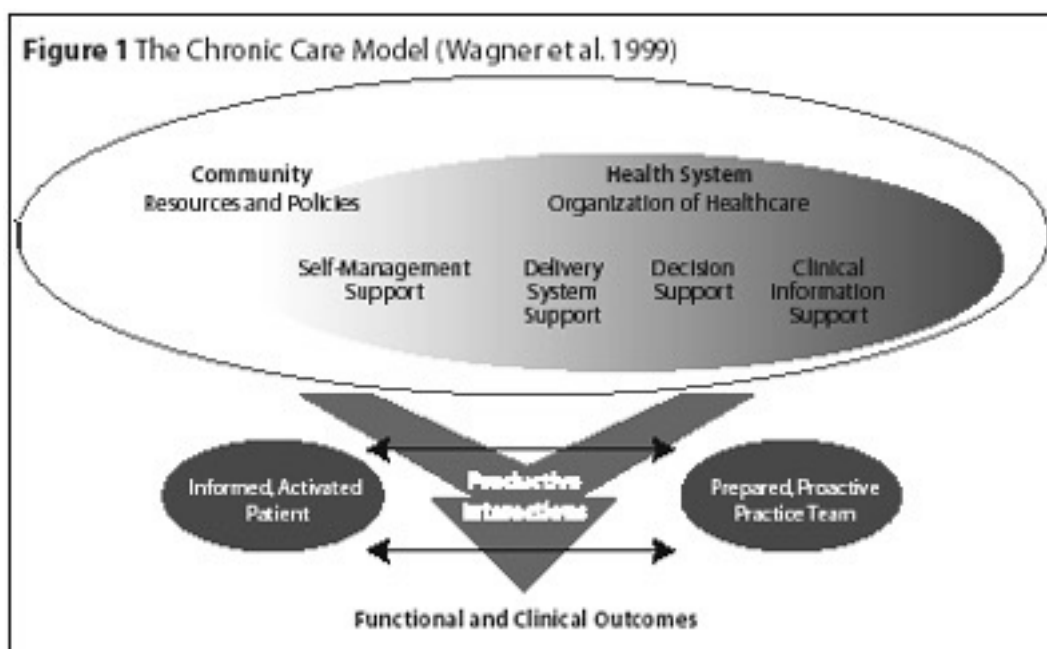 Figure 1 The Chronic Care Model (Wagner et al. 1999)
Community
Resources and Policies
Health System
Organization of Healthcare
Self-Management
Support
Delivery
System
Support
Decision
Support
Clinical
Information
Support
Informed, Activated
Patient
Productive
Interactions
Prepared, Proactive
Practice Team
Functional and Clinical Outcomes